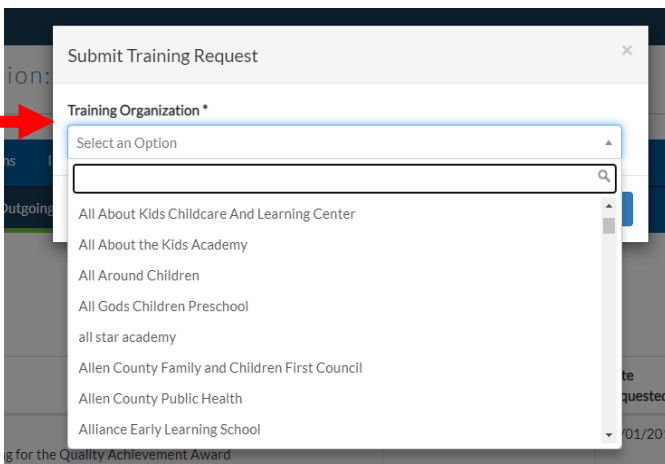 Submit Training Request ×
ion:
Training Organization *
Select an Option
ns
Outgoing
All About Kids Childcare And Learning Center
All About the Kids Academy
All Around Children
All Gods Children Preschool
all star academy
Allen County Family and Children First Council
te
Allen County Public Health
quested
Alliance Early Learning School
/01/201
g for the Quality Achievement Award